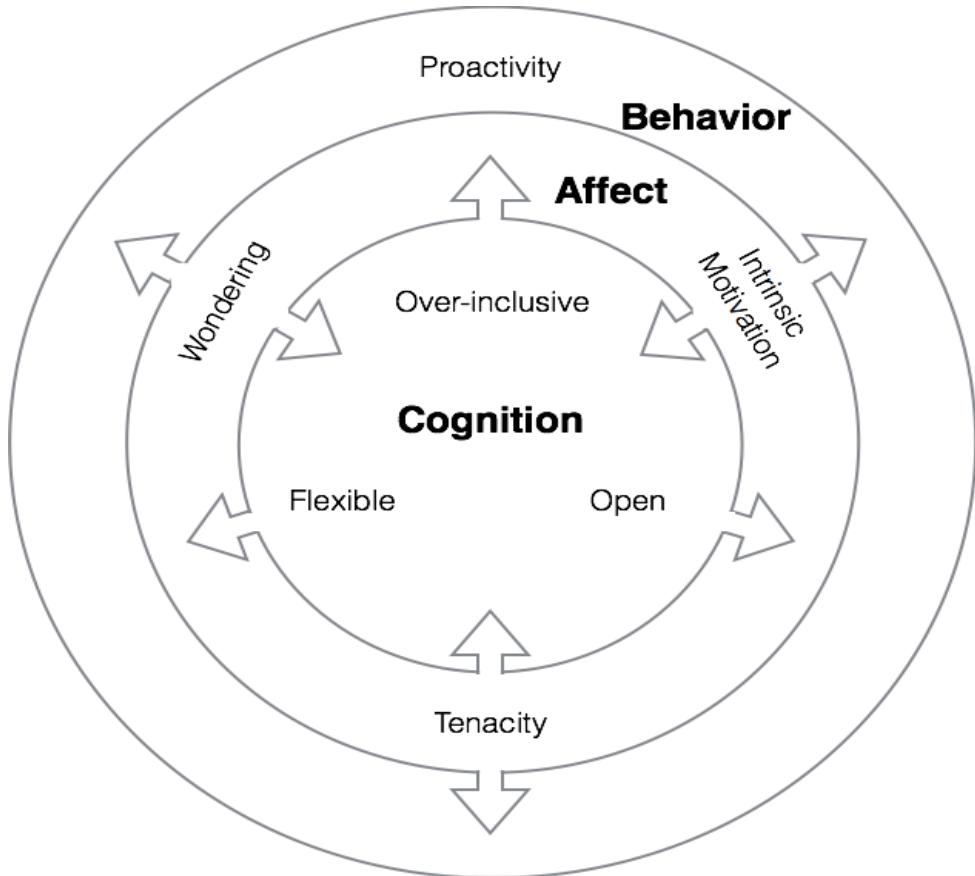 Proactivity
Behavior
Affect
Wondering
Intrinsic
Motivation
Over-inclusive
Cognition
Flexible
Open
Tenacity